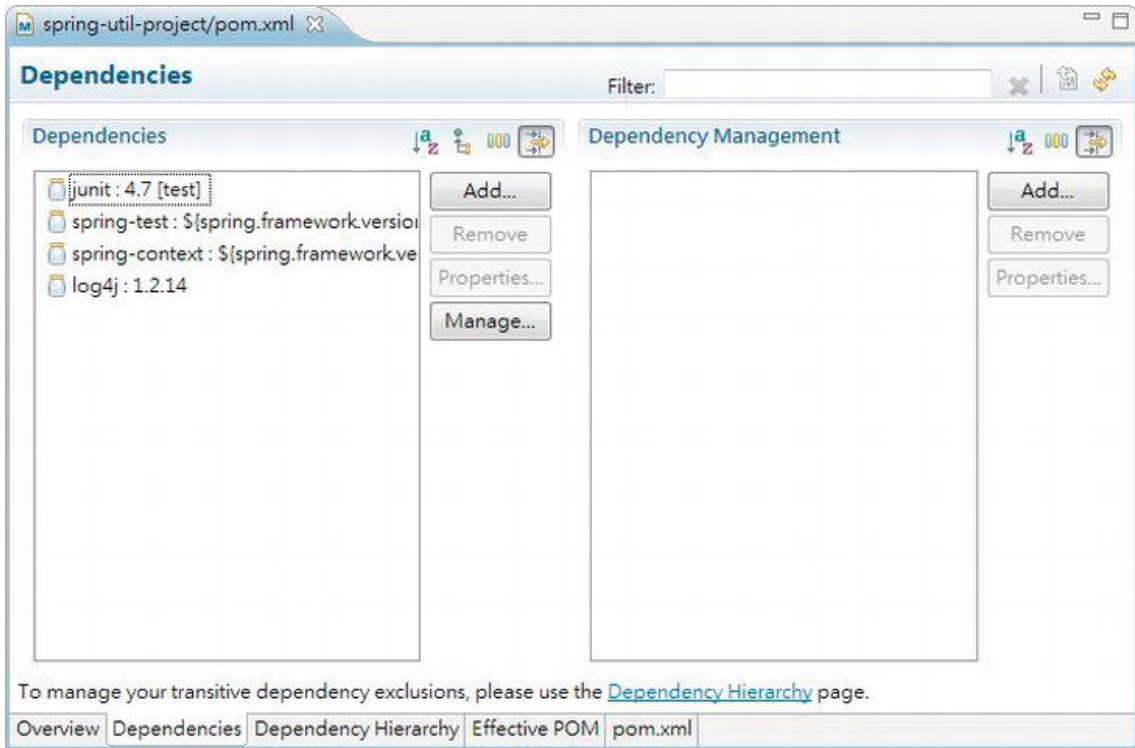 spring-util-project/pom.xml
Dependencies
Filter:
Dependencies
Dependency Management
junit : 4.7 [test]
spring-test : ${spring.framework.version
spring-context : ${spring.framework.ve
log4j : 1.2.14
Add...
Remove
Properties...
Manage...
Add...
Remove
Properties...
To manage your transitive dependency exclusions, please use the Dependency Hierarchy page.
Overview Dependencies Dependency Hierarchy Effective POM pom.xml